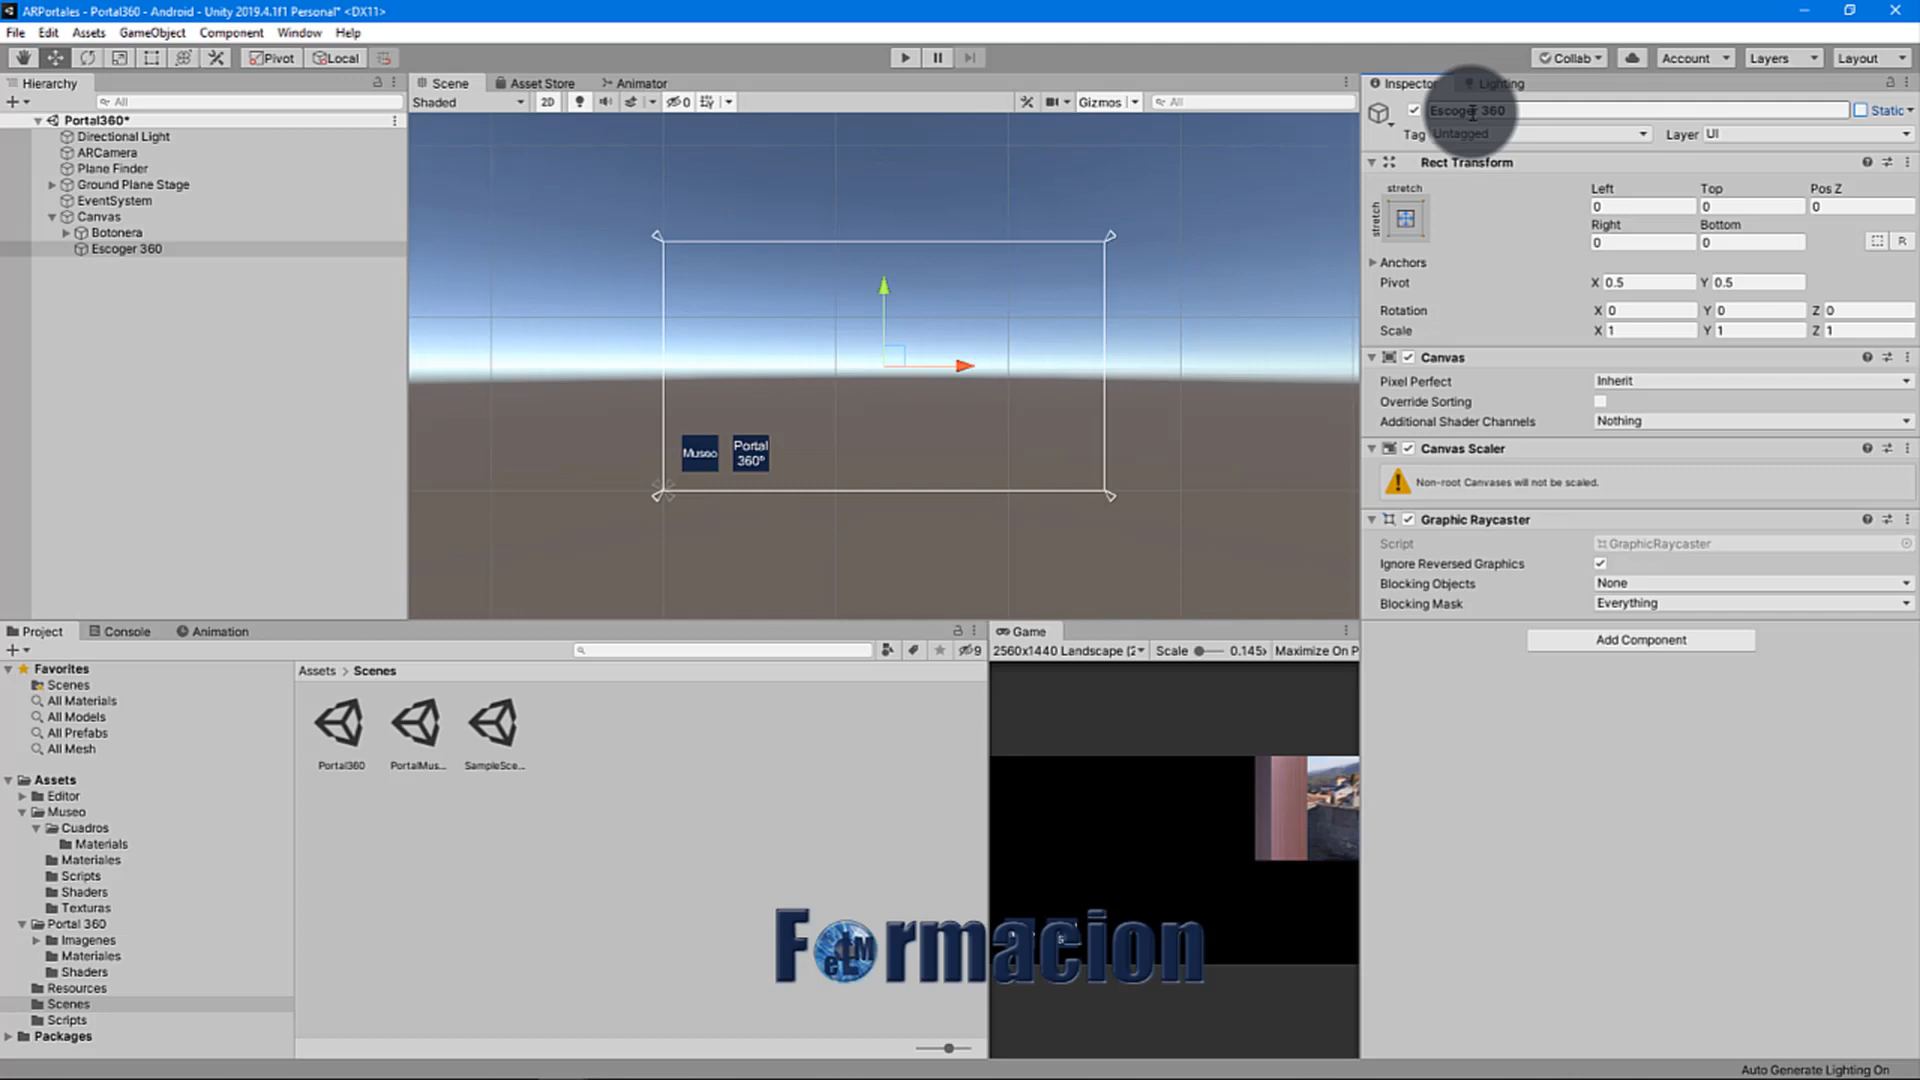 ARPortales - Portal360 - Android - Unity 2019.4.1f1 Personal* <DX11>
File Edit Assets GameObject Component Window Help
Pivot Local Collab Account Layers Layout
Hierarchy
All
Portal360*
Directional Light
ARCamera
Plane Finder
Ground Plane Stage
EventSystem
Canvas
Botonera
Escoger 360
Scene Asset Store Animator
Shaded 2D 0 Gizmos All
Museo
Portal
360º
Inspector Lighting
Escoger 360 Static
Tag Untagged Layer UI
Rect Transform
stretch
stretch
Left Top Pos Z
0 0 0
Right Bottom
0 0 R
Anchors
Pivot X 0.5 Y 0.5
Rotation X 0 Y 0 Z 0
Scale X 1 Y 1 Z 1
Canvas
Pixel Perfect Inherit
Override Sorting
Additional Shader Channels Nothing
Canvas Scaler
Non-root Canvases will not be scaled.
Graphic Raycaster
Script GraphicRaycaster
Ignore Reversed Graphics
Blocking Objects None
Blocking Mask Everything
Add Component
Project Console Animation
9
Favorites
Scenes
All Materials
All Models
All Prefabs
All Mesh
Assets
Editor
Museo
Cuadros
Materials
Materiales
Scripts
Shaders
Texturas
Portal 360
Imagenes
Materiales
Shaders
Resources
Scenes
Scripts
Packages
Assets > Scenes
Portal360 PortalMus... SampleSce...
Game
2560x1440 Landscape (2 Scale 0.145 Maximize On P
Formacion
eLM
Auto Generate Lighting On